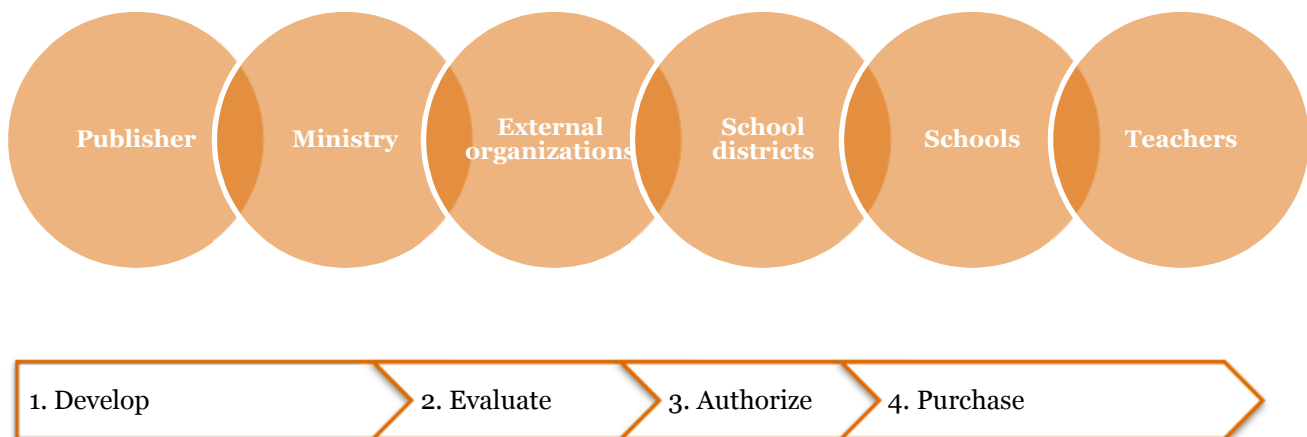 Publisher
Ministry
External
organizations
School
districts
Schools
Teachers
1. Develop
2. Evaluate
3. Authorize
4. Purchase